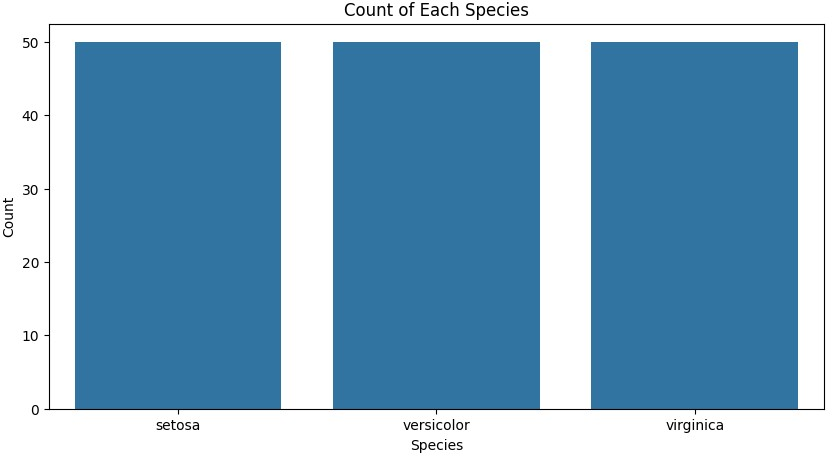 Count of Each Species
50
40
30
20
10
0
Count
setosa versicolor virginica
Species